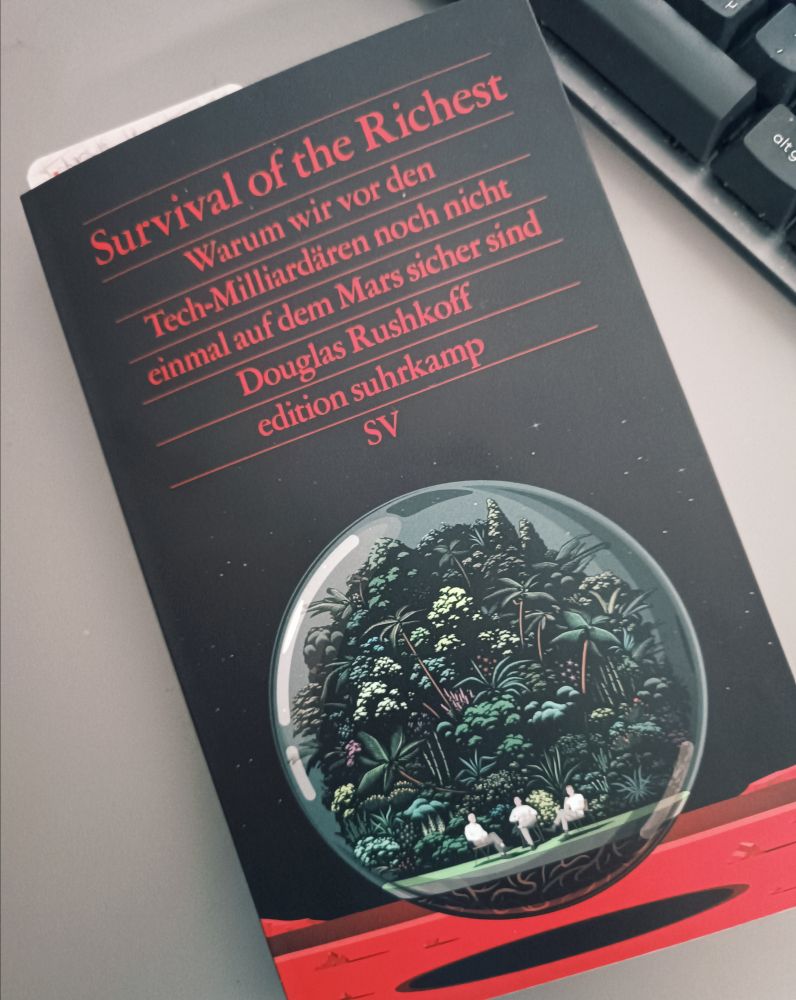 Survival of the Richest
Warum wir vor den
Tech-Milliardären noch nicht
einmal auf dem Mars sicher sind
Douglas Rushkoff
edition suhrkamp
SV
alt g